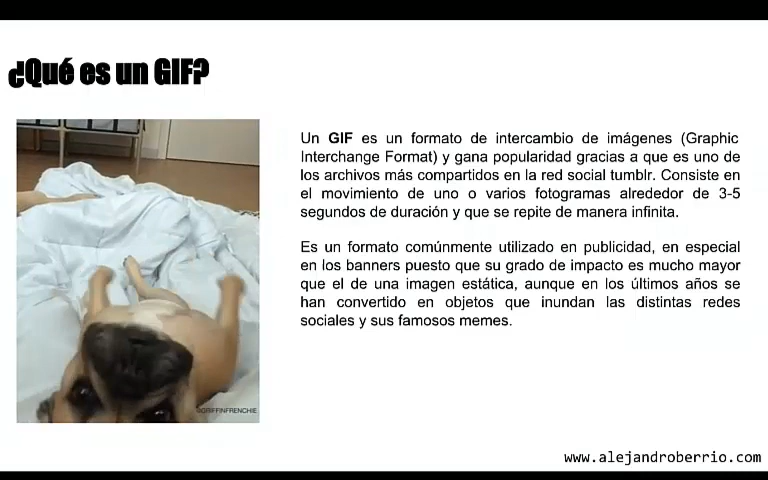 ¿Qué es un GIF?
Un GIF es un formato de intercambio de imágenes (Graphic
Interchange Format) y gana popularidad gracias a que es uno de
los archivos más compartidos en la red social tumblr. Consiste en
el movimiento de uno o varios fotogramas alrededor de 3-5
segundos de duración y que se repite de manera infinita.
Es un formato comúnmente utilizado en publicidad, en especial
en los banners puesto que su grado de impacto es mucho mayor
que el de una imagen estática, aunque en los últimos años se
han convertido en objetos que inundan las distintas redes
sociales y sus famosos memes.
@GRIFFINFRENCHIE
www.alejandroberrio.com